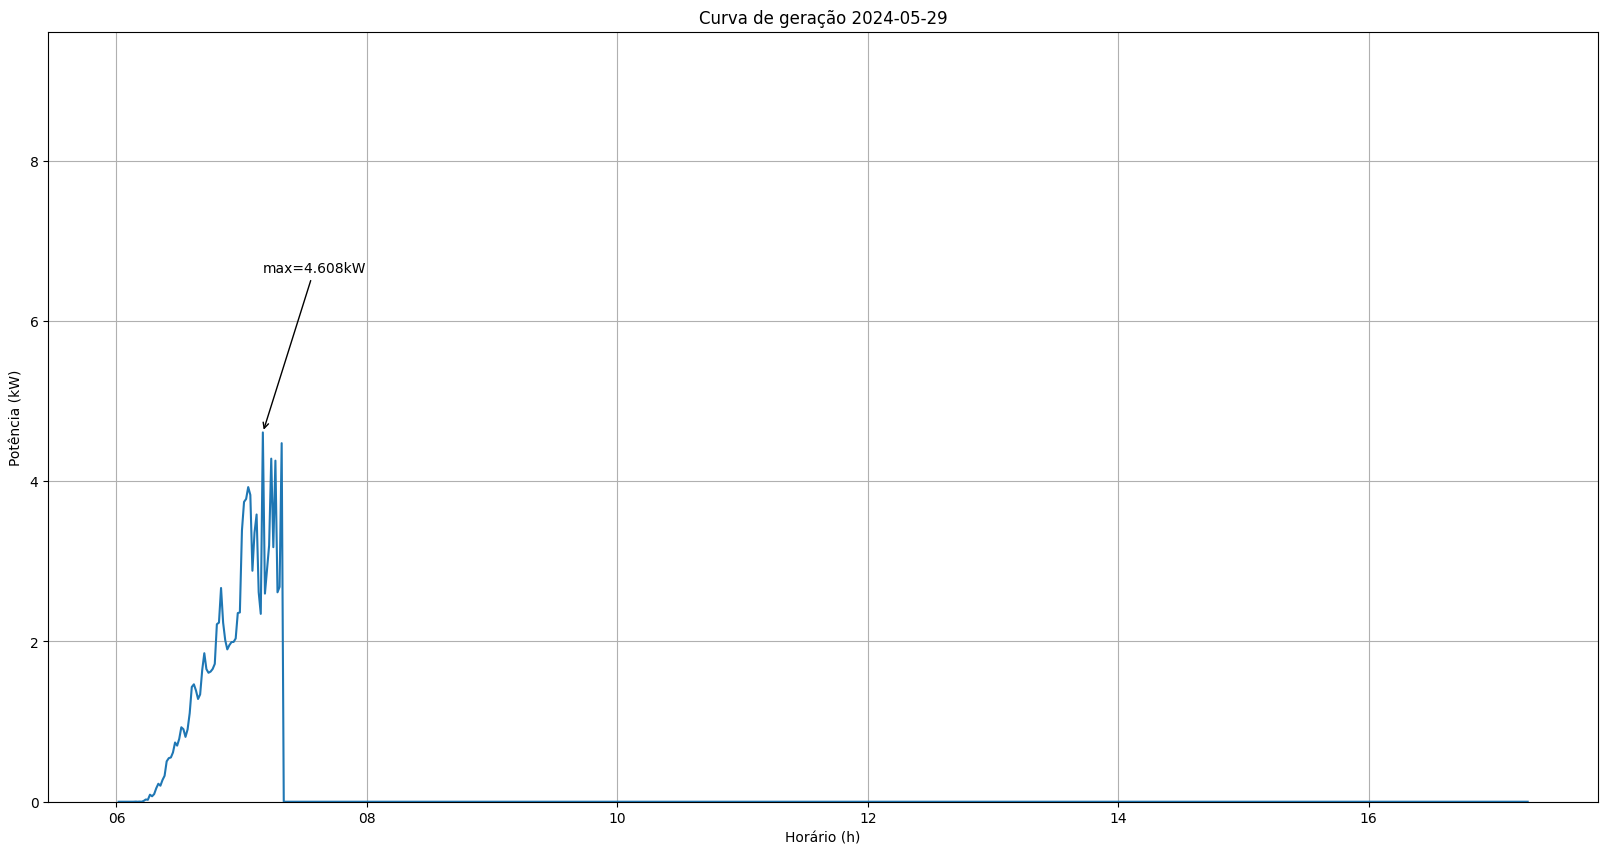 Curva de geração 2024-05-29
8
6
4
2
0
Potência (kW)
max=4.608kW
06 08 10 12 14 16
Horário (h)